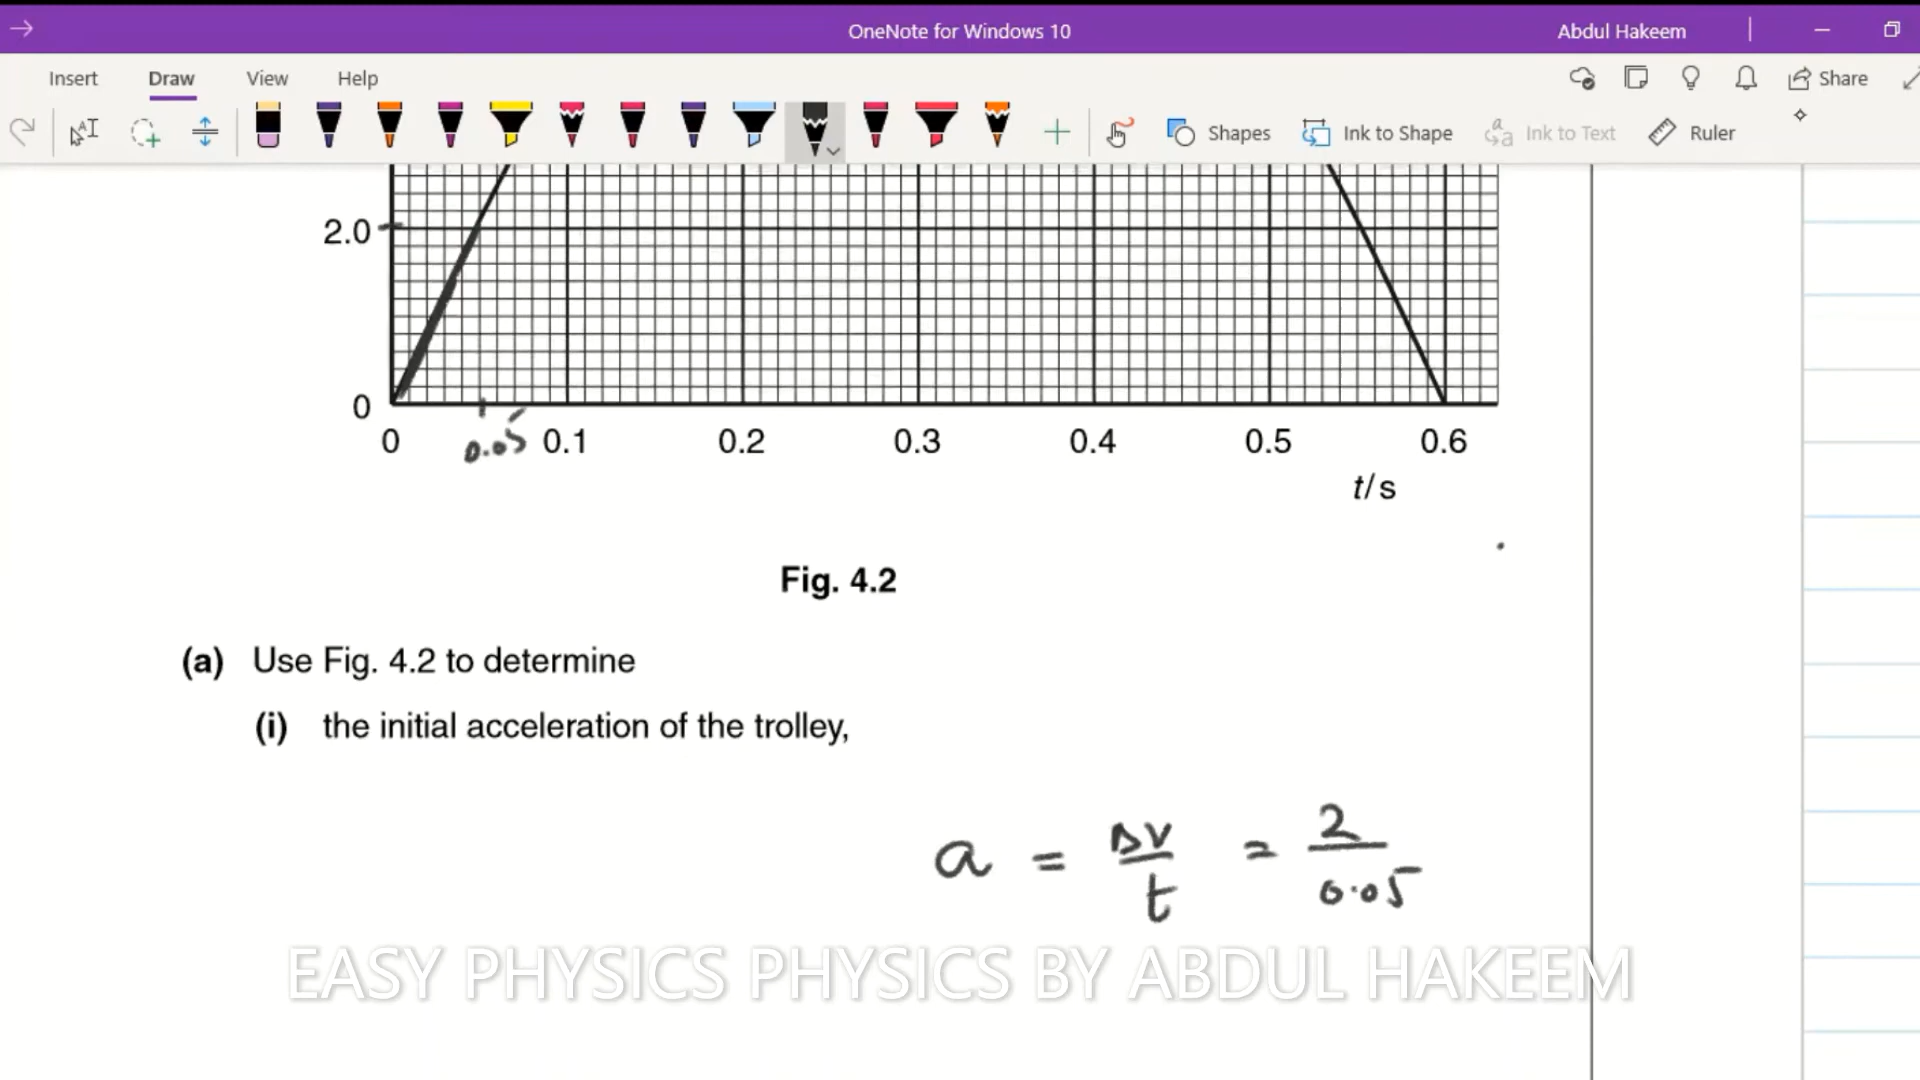 OneNote for Windows 10
Abdul Hakeem
Insert Draw View Help
Share
Shapes Ink to Shape Ink to Text Ruler
2.0
0
0 0.05 0.1 0.2 0.3 0.4 0.5 0.6
t/s
Fig. 4.2
(a) Use Fig. 4.2 to determine
(i) the initial acceleration of the trolley,
a = ΔV/t = 2/0.05
EASY PHYSICS PHYSICS BY ABDUL HAKEEM